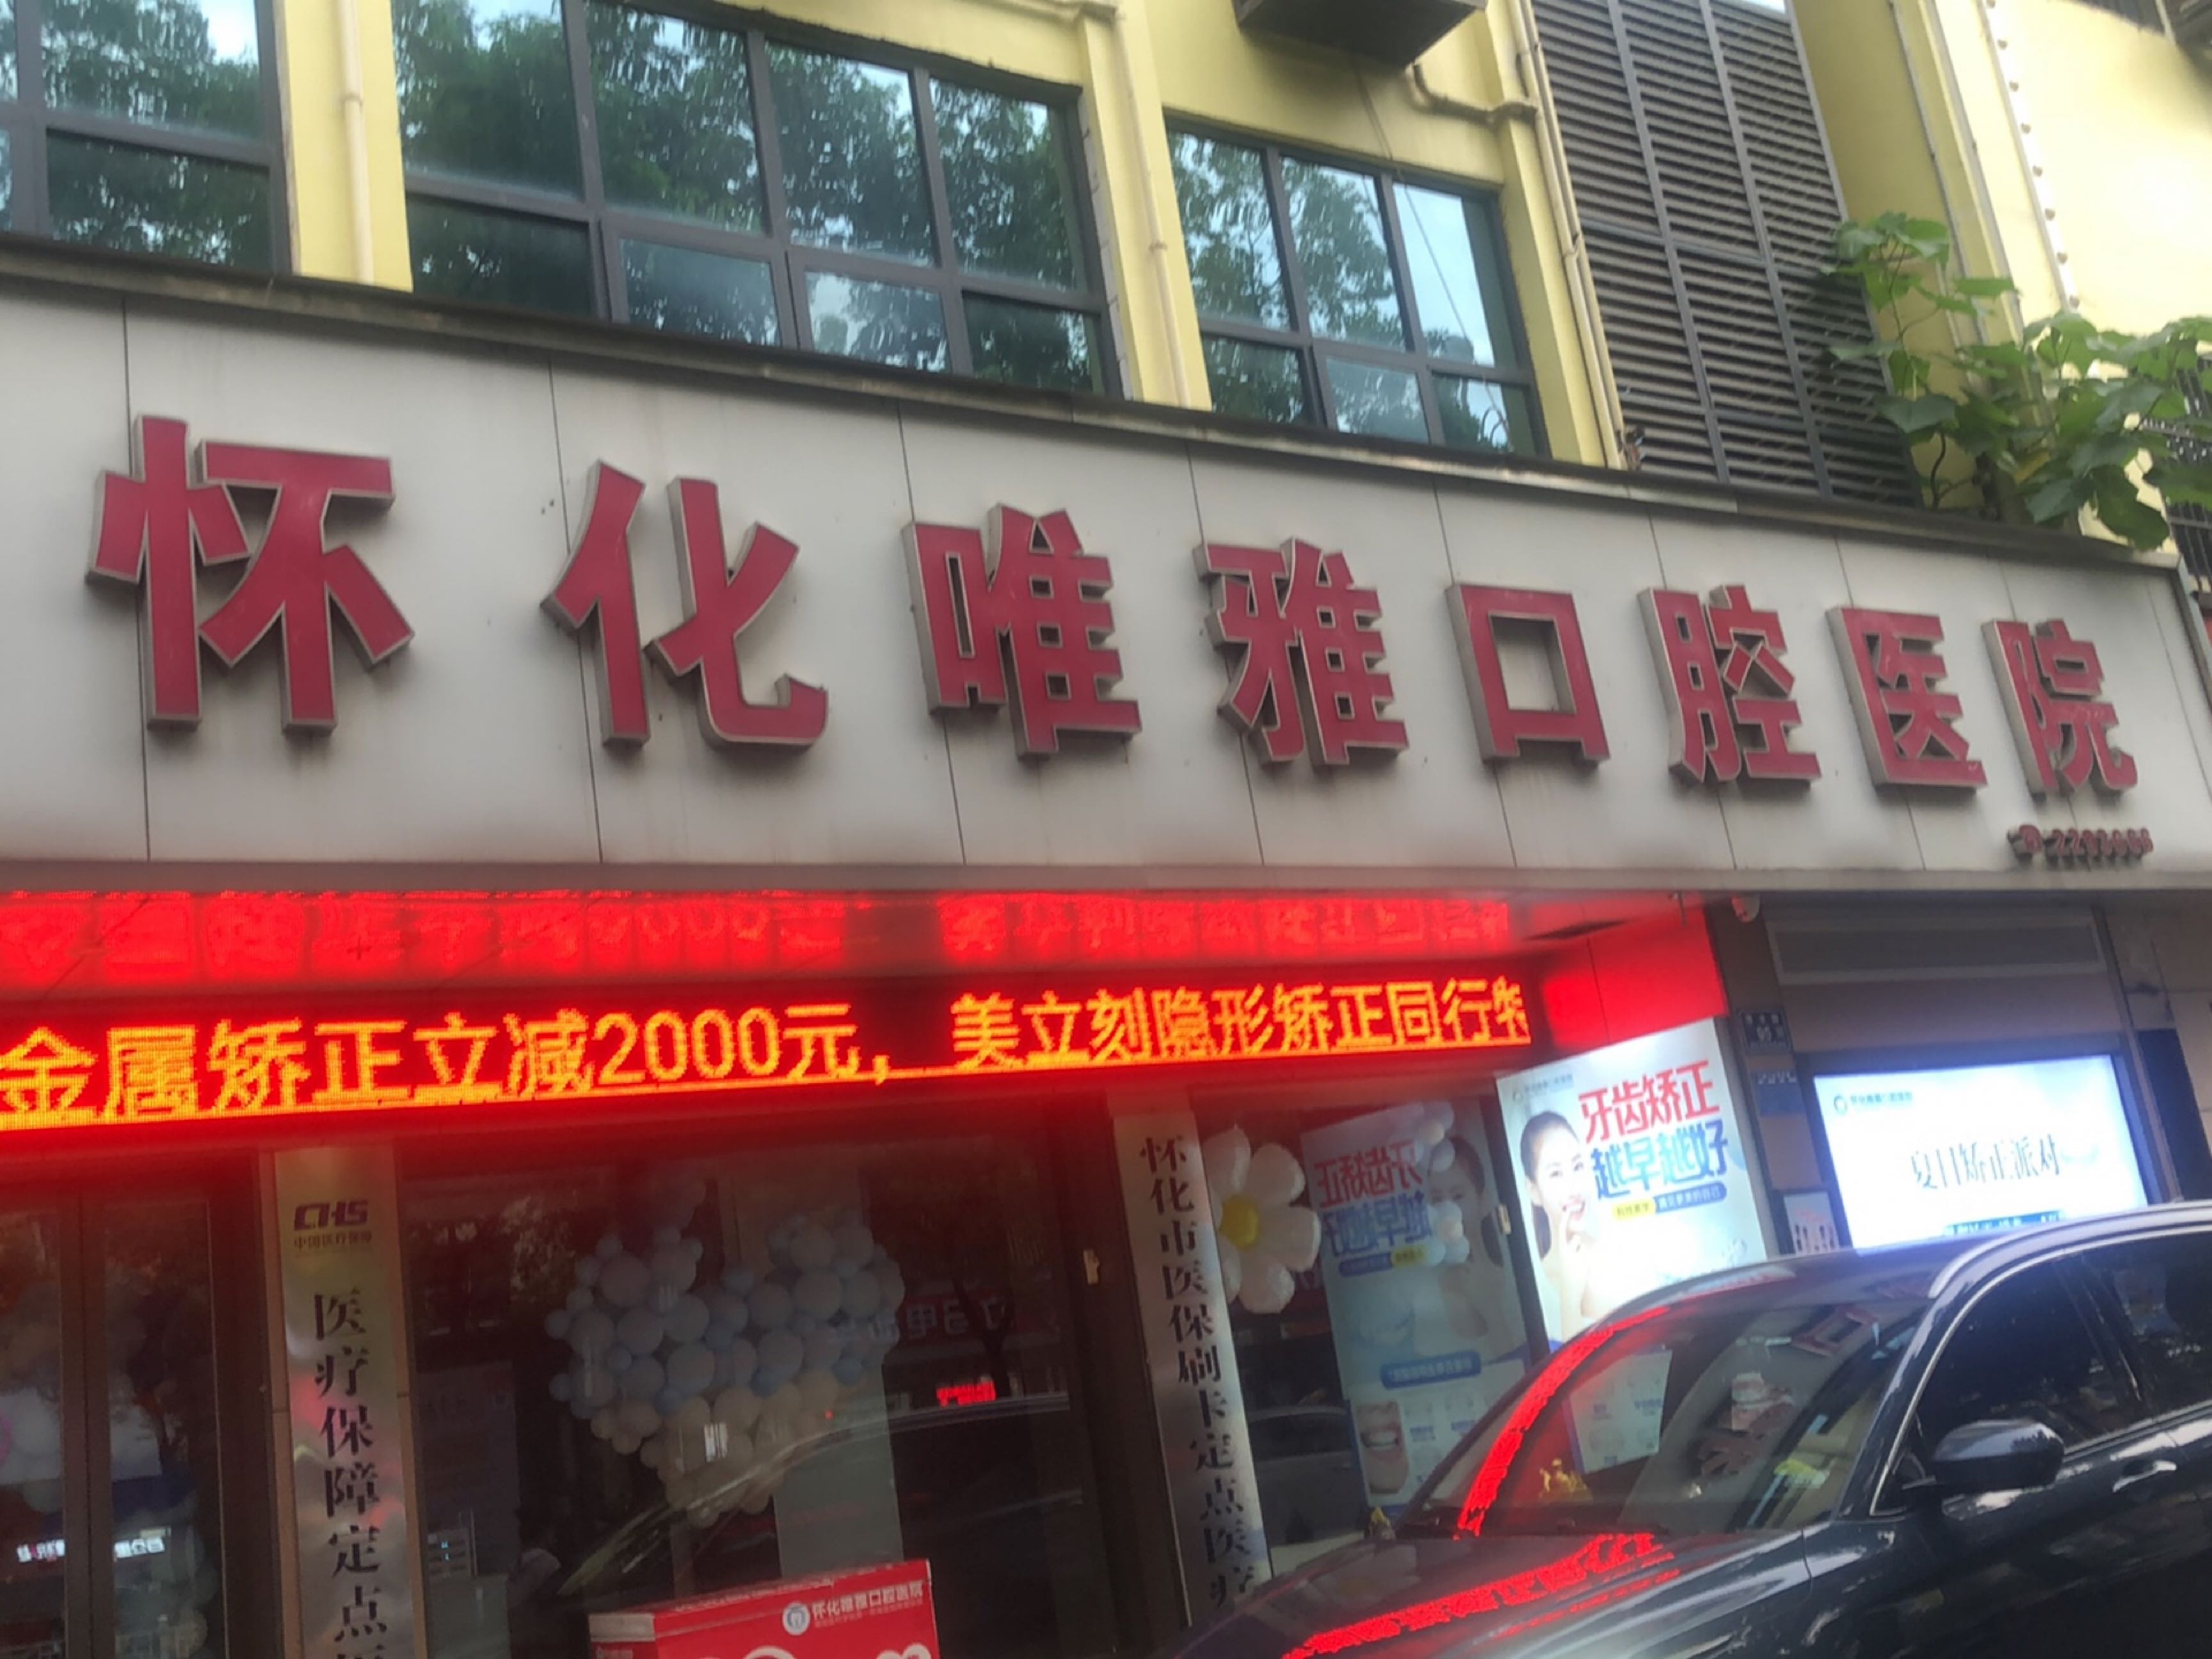 怀化唯雅口腔医院
金属矫正立减2000元，美立刻隐形矫正同行特
牙齿矫正
越早越好
夏日矫正派对
CHS
中国医疗保障
医疗保障定点
怀化市医保刷卡定点医疗
怀化唯雅口腔医院